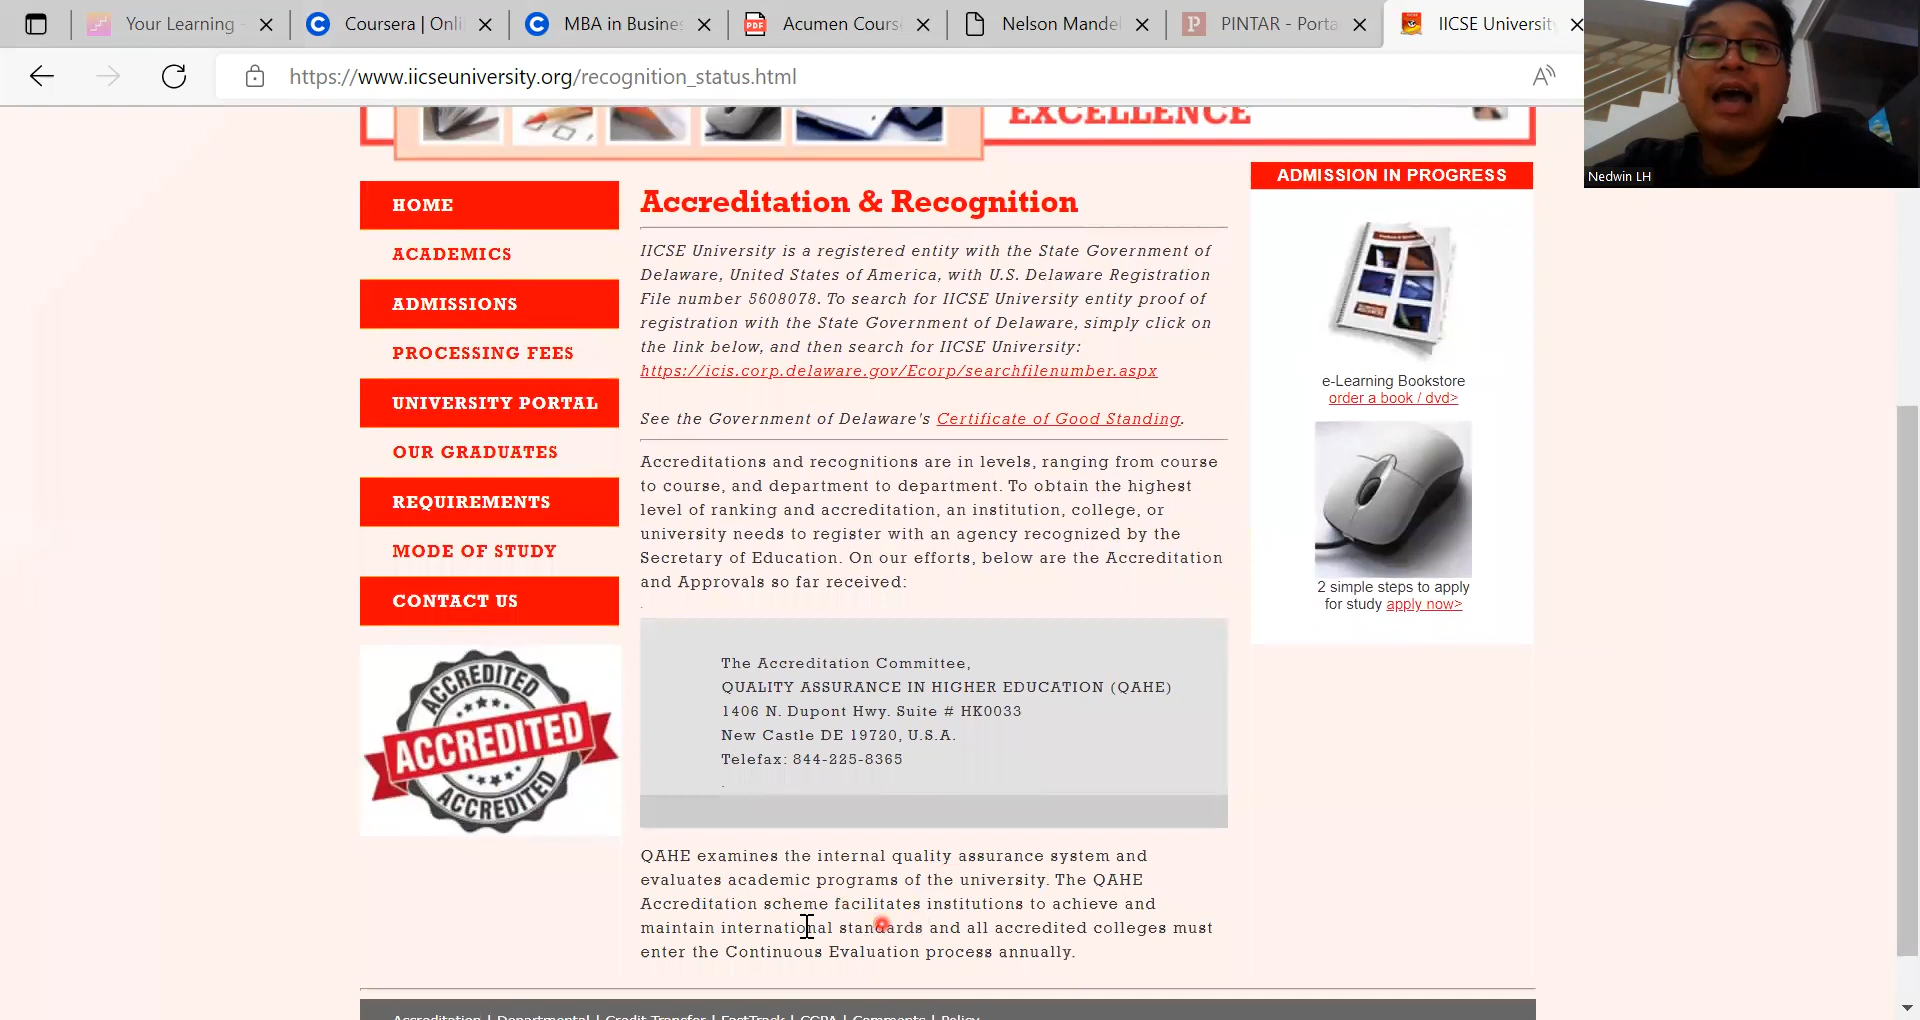 Your Learning -
Coursera | Onli
MBA in Busine
Acumen Cours
Nelson Mandel
PINTAR - Porta
IICSE Universit
https://www.iicseuniversity.org/recognition_status.html
Nedwin LH
EXCELLENCE
HOME
ACADEMICS
ADMISSIONS
PROCESSING FEES
UNIVERSITY PORTAL
OUR GRADUATES
REQUIREMENTS
MODE OF STUDY
CONTACT US
ACCREDITED
ACCREDITED
ACCREDITED
Accreditation & Recognition
IICSE University is a registered entity with the State Government of
Delaware, United States of America, with U.S. Delaware Registration
File number 5608078. To search for IICSE University entity proof of
registration with the State Government of Delaware, simply click on
the link below, and then search for IICSE University:
https://icis.corp.delaware.gov/Ecorp/searchfilenumber.aspx
See the Government of Delaware's Certificate of Good Standing.
Accreditations and recognitions are in levels, ranging from course
to course, and department to department. To obtain the highest
level of ranking and accreditation, an institution, college, or
university needs to register with an agency recognized by the
Secretary of Education. On our efforts, below are the Accreditation
and Approvals so far received:
.
The Accreditation Committee,
QUALITY ASSURANCE IN HIGHER EDUCATION (QAHE)
1406 N. Dupont Hwy. Suite # HK0033
New Castle DE 19720, U.S.A.
Telefax: 844-225-8365
.
QAHE examines the internal quality assurance system and
evaluates academic programs of the university. The QAHE
Accreditation scheme facilitates institutions to achieve and
maintain international standards and all accredited colleges must
enter the Continuous Evaluation process annually.
ADMISSION IN PROGRESS
e-Learning Bookstore
order a book / dvd>
2 simple steps to apply
for study apply now>
Accreditation | Departmental | Credit Transfer | FastTrack | CGPA | Comments | Policy